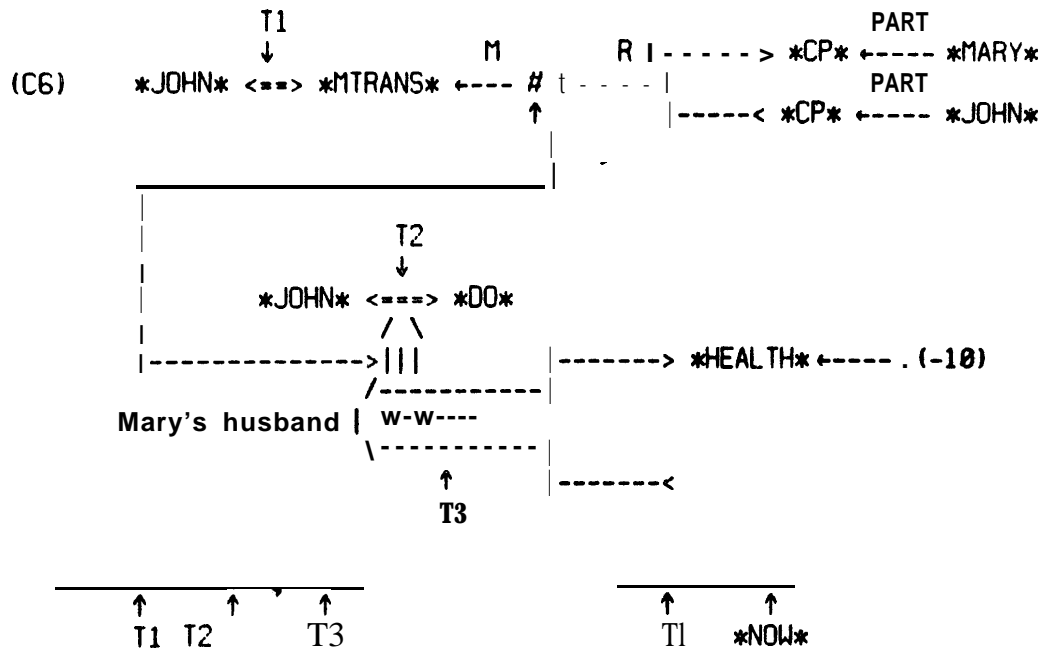 T1 PART
M R I - - - - - > *CP* ←---- *MARY*
(C6) *JOHN* <==> *MTRANS* ←---- # t - - - - | PART
↑ |-----< *CP* ←----- *JOHN*
T2
↓
*JOHN* <===> *DO*
/ \
|---------------->||| |-------> *HEALTH* ←----- . (-10)
/-----------
Mary's husband | w-w----
\ - - - - - - - - - - -
↑ |-------<
T3
↑ ↑ ↑ ↑ ↑
T1 T2 T3 Tl *NOW*